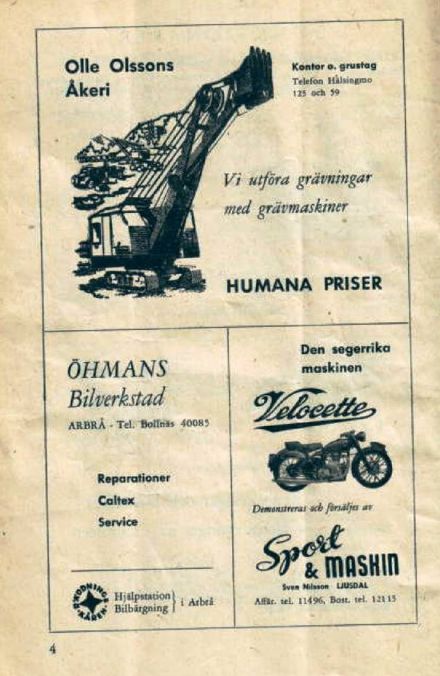 Olle Olssons
Åkeri
Kontor o. grustag
Telefon Hälsingmo
125 och 59
Vi utföra grävningar
med grävmaskiner
HUMANA PRISER
ÖHMANS
Bilverkstad
ARBRÅ - Tel. Bollnäs 40085
Reparationer
Caltex
Service
RÖDNINGSKÅREN
Hjälpstation
Bilbärgning
i Arbrå
Den segerrika
maskinen
Velocette
Demonstreras och försäljes av
Sport
& MASHIN
Sven Nilsson LJUSDAL
Affär. tel. 11496, Bost. tel. 12115
4